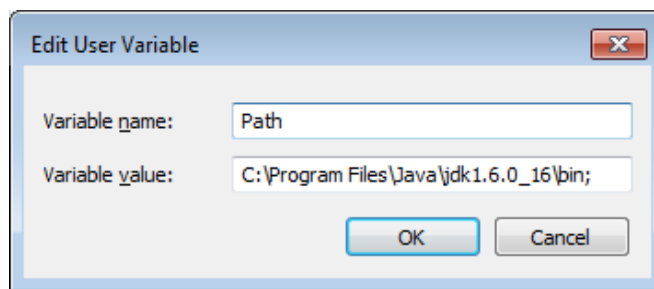 Edit User Variable
Variable name: Path
Variable value: C:\Program Files\Java\jdk1.6.0_16\bin;
OK Cancel